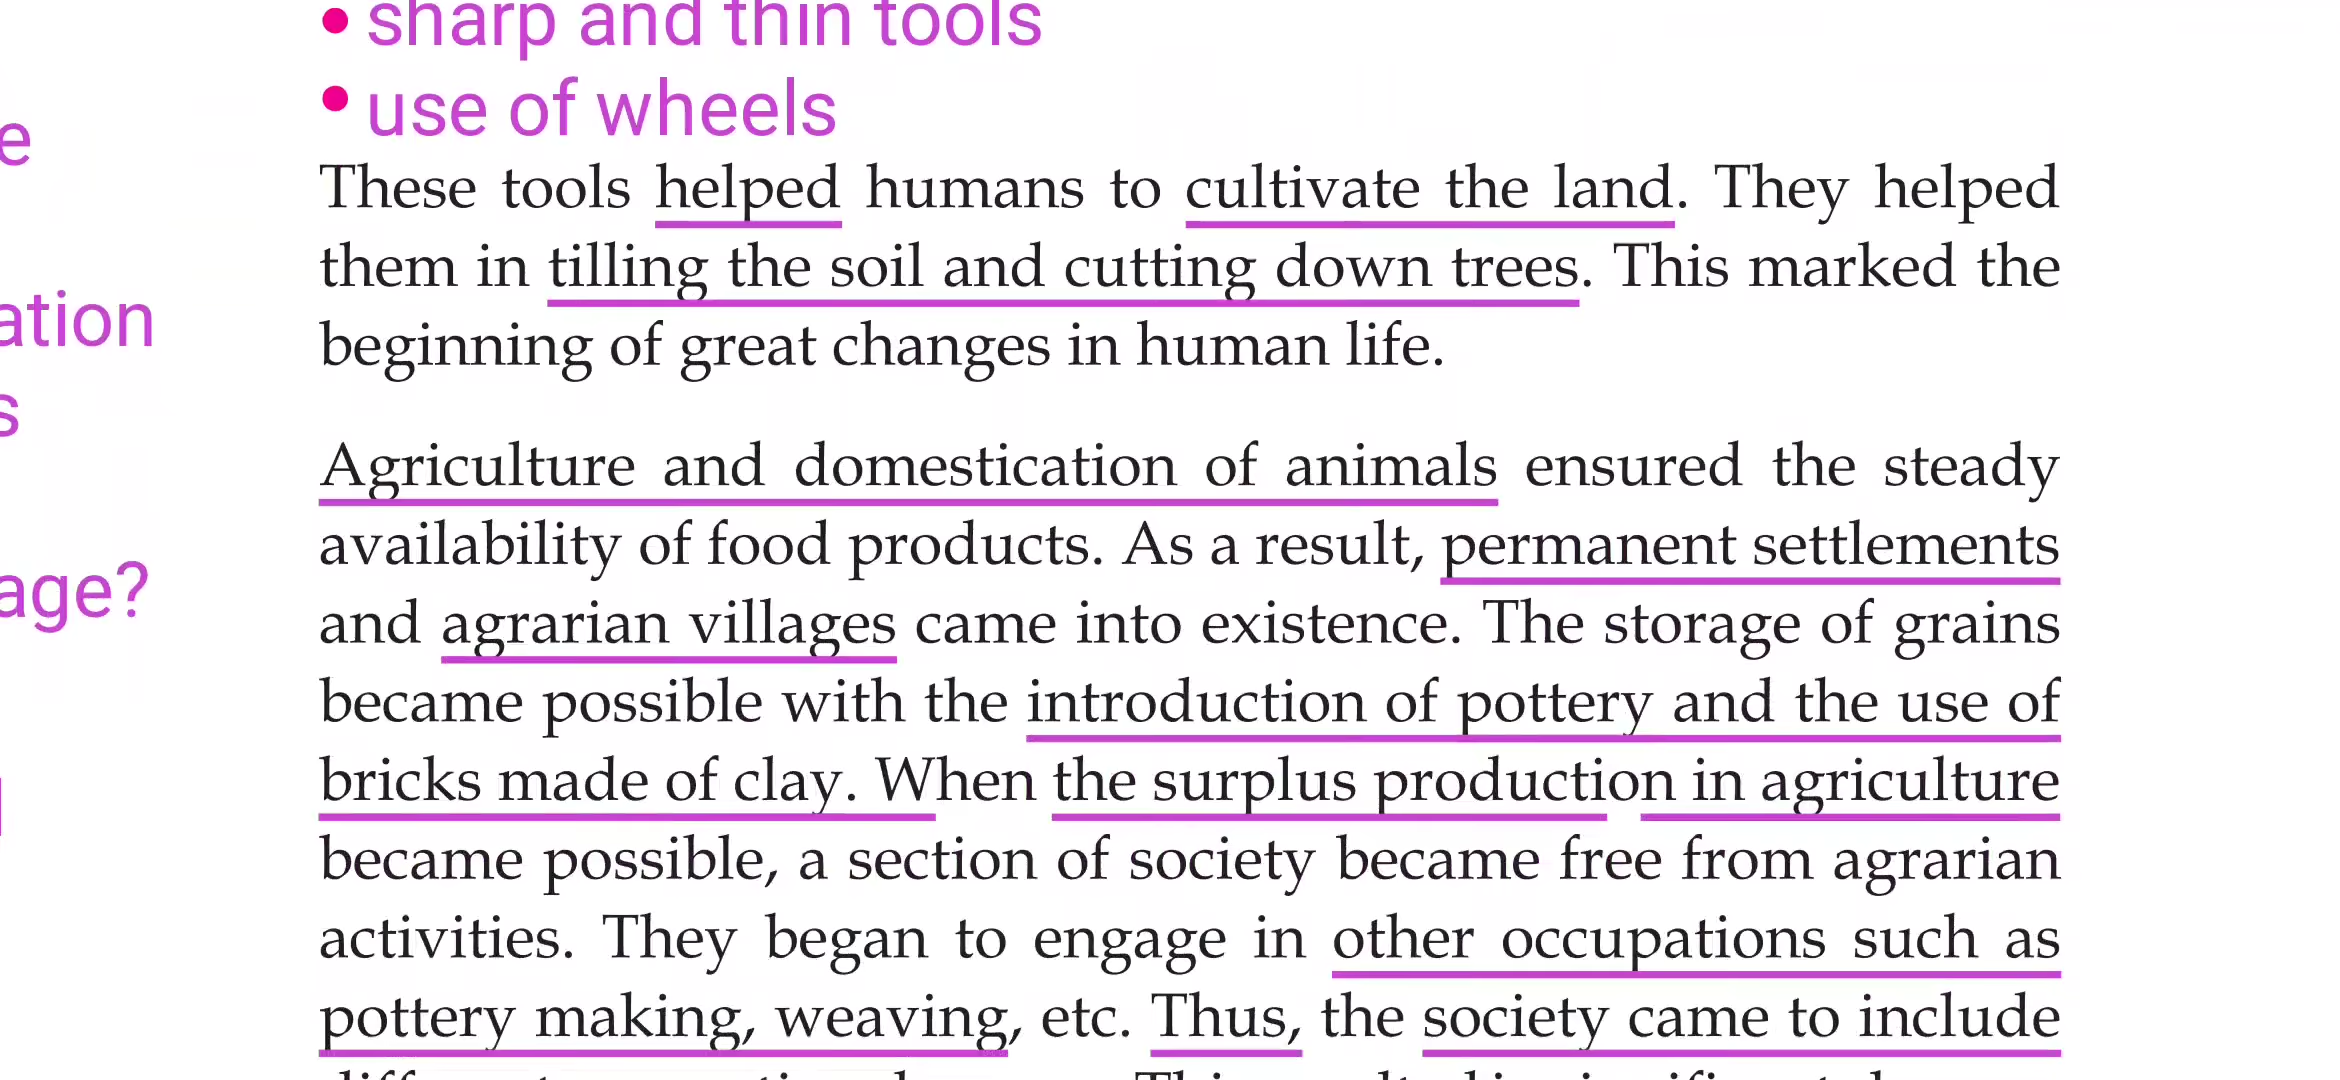 sharp and thin tools
use of wheels
These tools helped humans to cultivate the land. They helped
them in tilling the soil and cutting down trees. This marked the
beginning of great changes in human life.
ation
age?
Agriculture and domestication of animals ensured the steady
availability of food products. As a result, permanent settlements
and agrarian villages came into existence. The storage of grains
became possible with the introduction of pottery and the use of
bricks made of clay. When the surplus production in agriculture
became possible, a section of society became free from agrarian
activities. They began to engage in other occupations such as
pottery making, weaving, etc. Thus, the society came to include